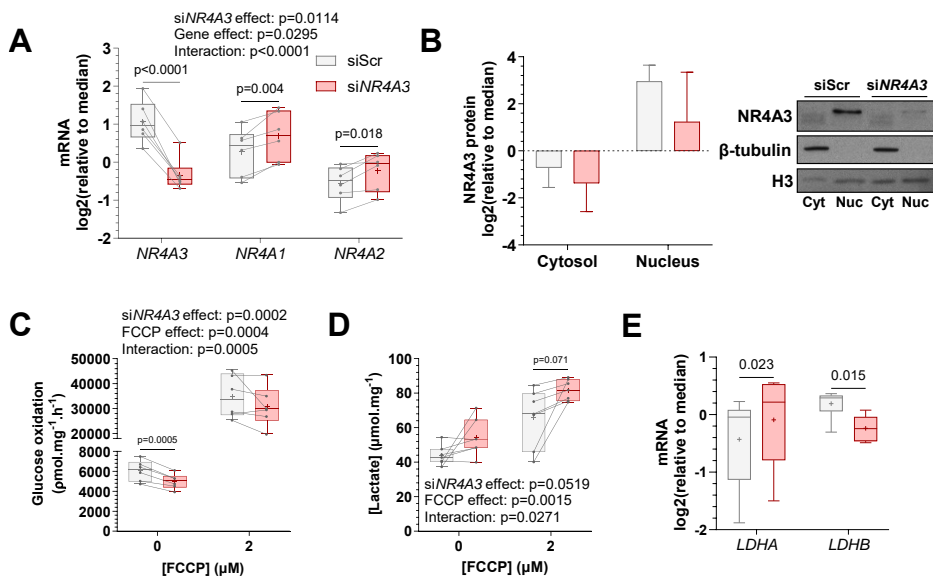 A
siNR4A3 effect: p=0.0114
Gene effect: p=0.0295
Interaction: p<0.0001
siScr
siNR4A3
p<0.0001
p=0.004
p=0.018
mRNA
log2(relative to median)
3
2
1
0
-1
-2
NR4A3
NR4A1
NR4A2
B
NR4A3 protein
log2(relative to median)
4
2
0
-2
-4
Cytosol
Nucleus
siScr
siNR4A3
NR4A3
β-tubulin
H3
Cyt
Nuc
Cyt
Nuc
C
siNR4A3 effect: p=0.0002
FCCP effect: p=0.0004
Interaction: p=0.0005
Glucose oxidation
(ρmol.mg⁻¹.h⁻¹)
50000
40000
30000
20000
10000
8000
6000
4000
2000
0
p=0.0005
0
2
[FCCP] (μM)
D
[Lactate] (μmol.mg⁻¹)
100
80
60
40
20
0
p=0.071
siNR4A3 effect: p=0.0519
FCCP effect: p=0.0015
Interaction: p=0.0271
0
2
[FCCP] (μM)
E
mRNA
log2(relative to median)
1
0
-1
-2
0.023
0.015
LDHA
LDHB